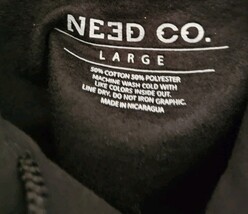 NEƎD CO.
LARGE
50% COTTON 50% POLYESTER
MACHINE WASH COLD WITH
LIKE COLORS INSIDE OUT.
LINE DRY. DO NOT IRON GRAPHIC.
MADE IN NICARAGUA